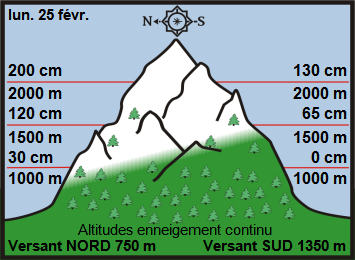 lun. 25 févr.
N S
200 cm 130 cm
2000 m 2000 m
120 cm 65 cm
1500 m 1500 m
30 cm 0 cm
1000 m 1000 m
Altitudes enneigement continu
Versant NORD 750 m Versant SUD 1350 m